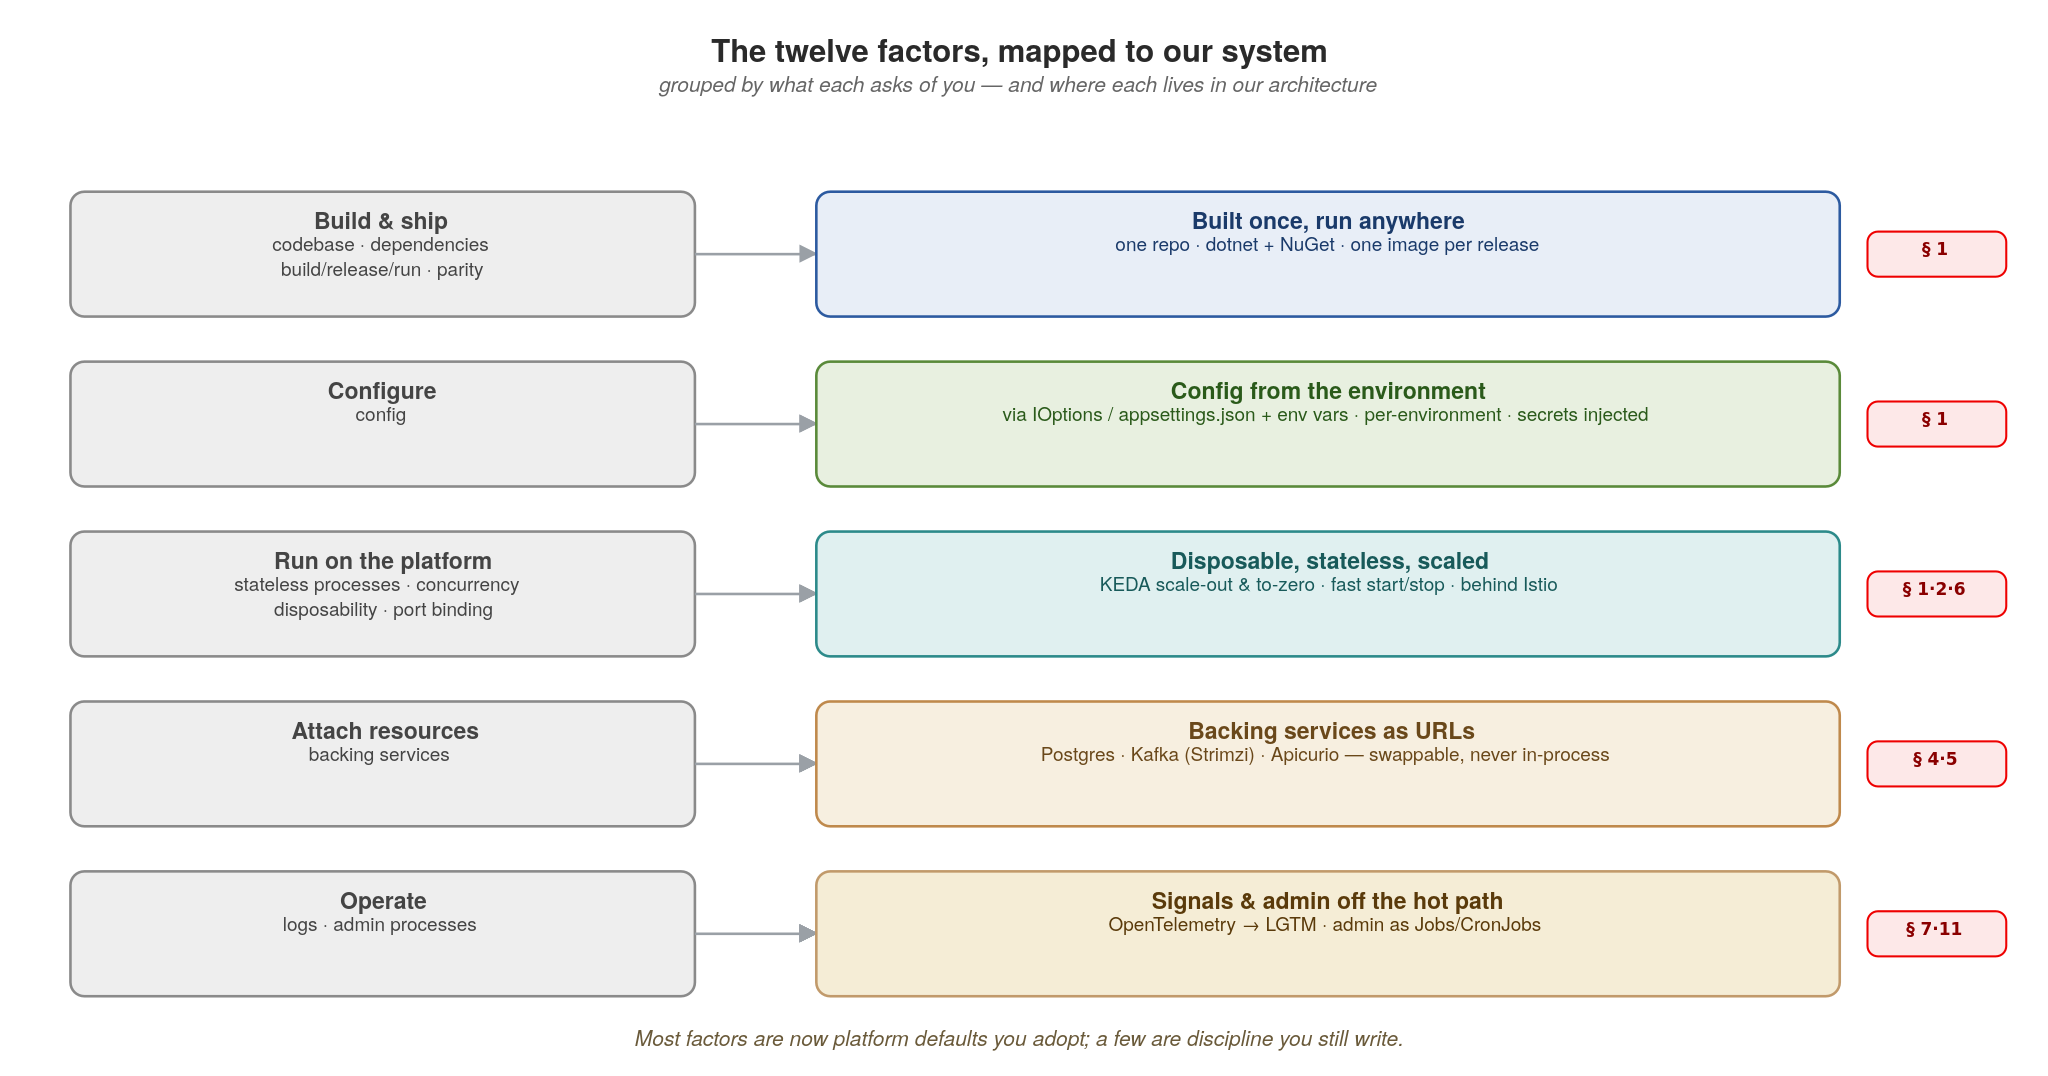 The twelve factors, mapped to our system
grouped by what each asks of you — and where each lives in our architecture
Build & ship
codebase · dependencies
build/release/run · parity
Built once, run anywhere
one repo · dotnet + NuGet · one image per release
§ 1
Configure
config
Config from the environment
via IOptions / appsettings.json + env vars · per-environment · secrets injected
§ 1
Run on the platform
stateless processes · concurrency
disposability · port binding
Disposable, stateless, scaled
KEDA scale-out & to-zero · fast start/stop · behind Istio
§ 1·2·6
Attach resources
backing services
Backing services as URLs
Postgres · Kafka (Strimzi) · Apicurio — swappable, never in-process
§ 4·5
Operate
logs · admin processes
Signals & admin off the hot path
OpenTelemetry → LGTM · admin as Jobs/CronJobs
§ 7·11
Most factors are now platform defaults you adopt; a few are discipline you still write.